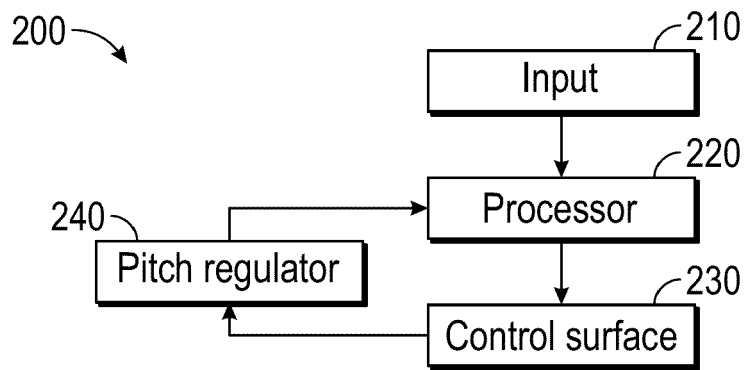 200
210
Input
220
Processor
240
Pitch regulator
230
Control surface